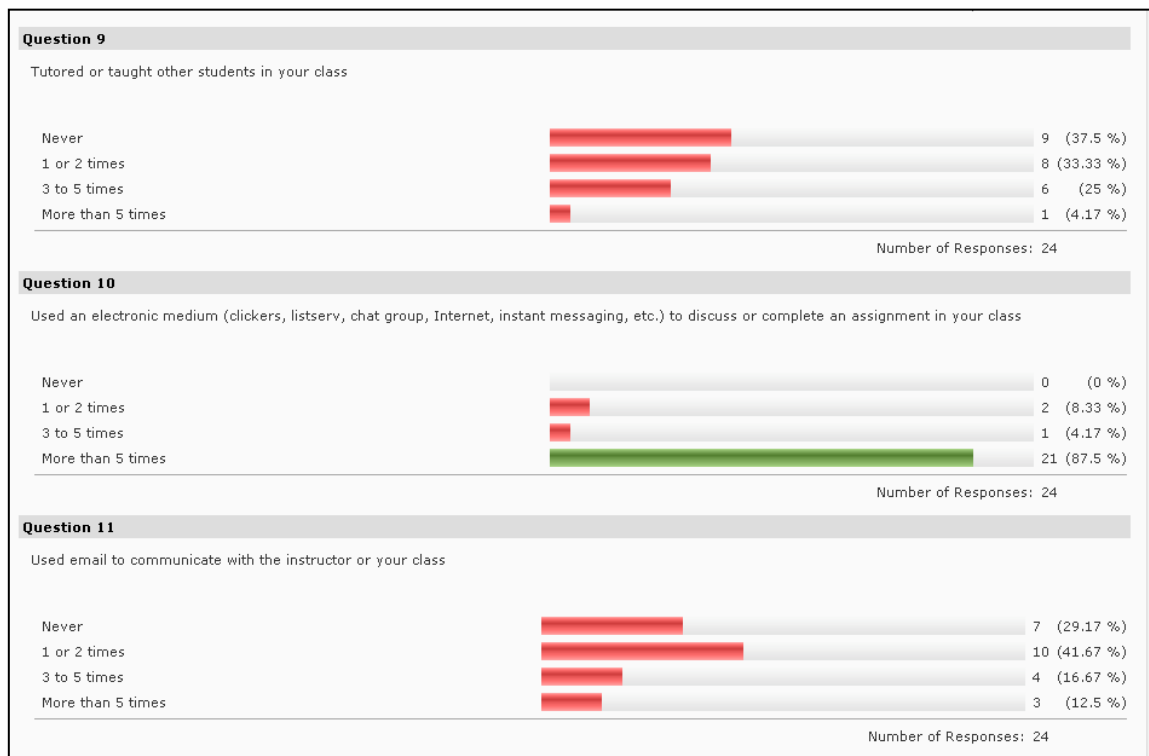 Question 9
Tutored or taught other students in your class
Never 9 (37.5 %)
1 or 2 times 8 (33.33 %)
3 to 5 times 6 (25 %)
More than 5 times 1 (4.17 %)
Number of Responses: 24
Question 10
Used an electronic medium (clickers, listserv, chat group, Internet, instant messaging, etc.) to discuss or complete an assignment in your class
Never 0 (0 %)
1 or 2 times 2 (8.33 %)
3 to 5 times 1 (4.17 %)
More than 5 times 21 (87.5 %)
Number of Responses: 24
Question 11
Used email to communicate with the instructor or your class
Never 7 (29.17 %)
1 or 2 times 10 (41.67 %)
3 to 5 times 4 (16.67 %)
More than 5 times 3 (12.5 %)
Number of Responses: 24